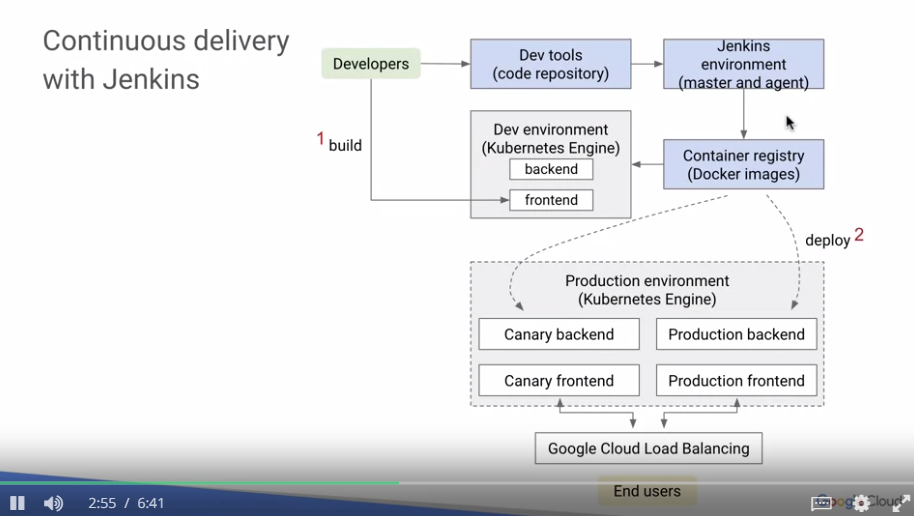 Continuous delivery
with Jenkins
Developers
Dev tools
(code repository)
Jenkins
environment
(master and agent)
1 build
Dev environment
(Kubernetes Engine)
backend
frontend
Container registry
(Docker images)
deploy 2
Production environment
(Kubernetes Engine)
Canary backend
Production backend
Canary frontend
Production frontend
Google Cloud Load Balancing
End users
2:55 / 6:41
Google Cloud